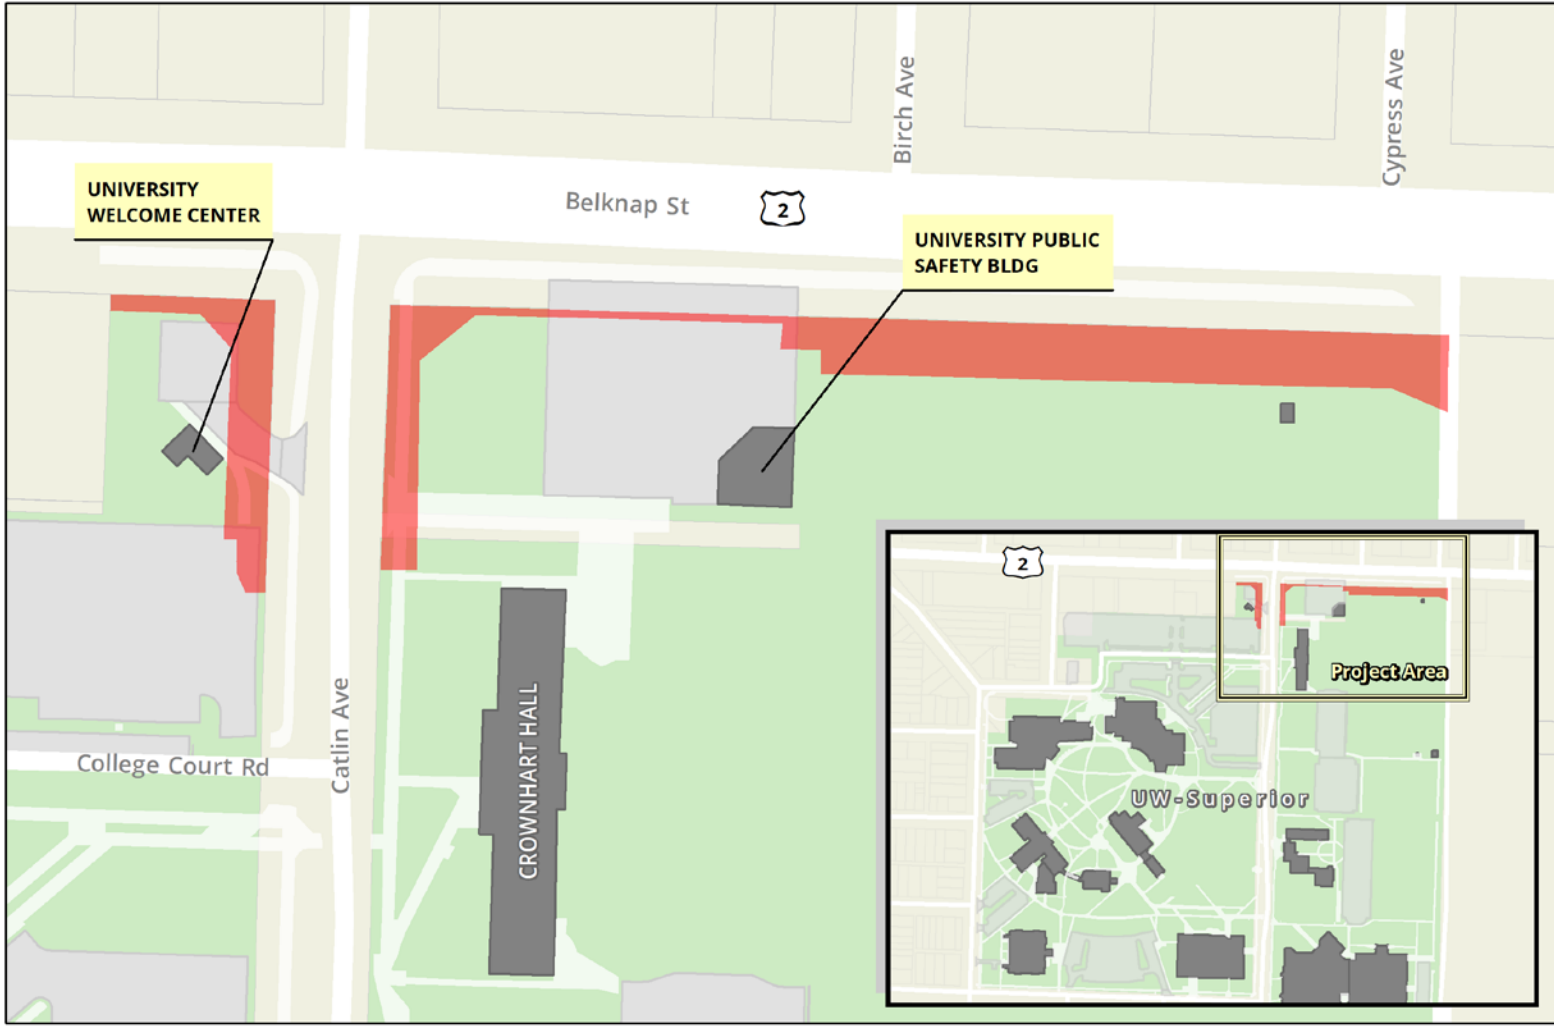 Birch Ave
Cypress Ave
UNIVERSITY
WELCOME CENTER
Belknap St
2
UNIVERSITY PUBLIC
SAFETY BLDG
2
Project Area
Catlin Ave
CROWNHART HALL
College Court Rd
UW-Superior